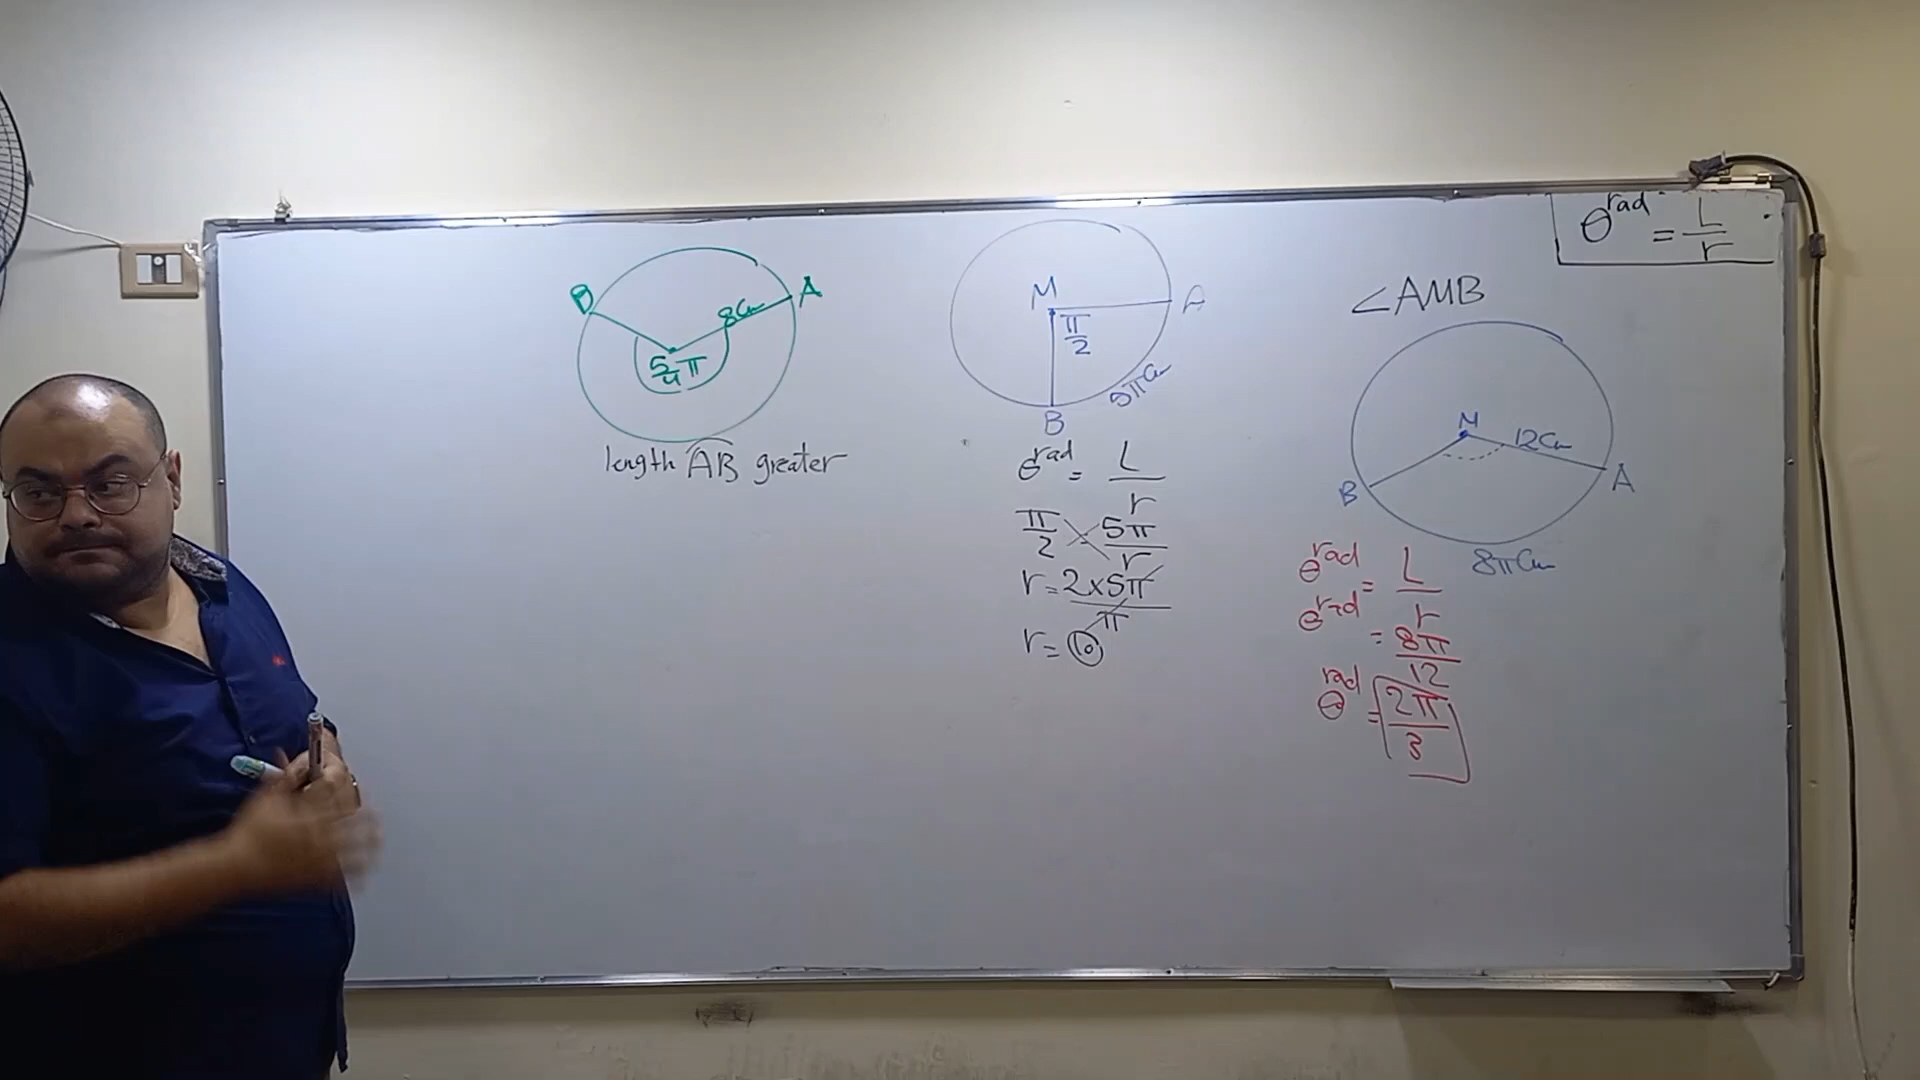 θ^rad = L/r
B
8cm
A
5/4 π
length AB greater
M
A
π/2
5πcm
B
θ^rad = L/r
π/2 = 5π/r
r = 2×5π/π
r = 10
∠AMB
M
12cm
B
A
8πcm
θ^rad = L/r
θ^rad = 8π/12
θ^rad = 2π/3